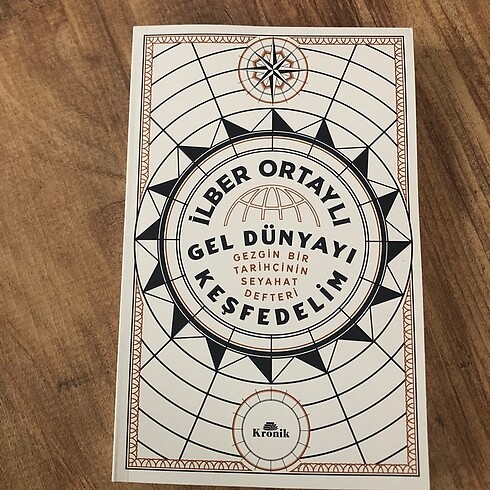 İLBER ORTAYLI
GEL DÜNYAYI
GEZGİN BİR
TARİHÇİNİN
SEYAHAT
DEFTERİ
KEŞFEDELİM
Kronik